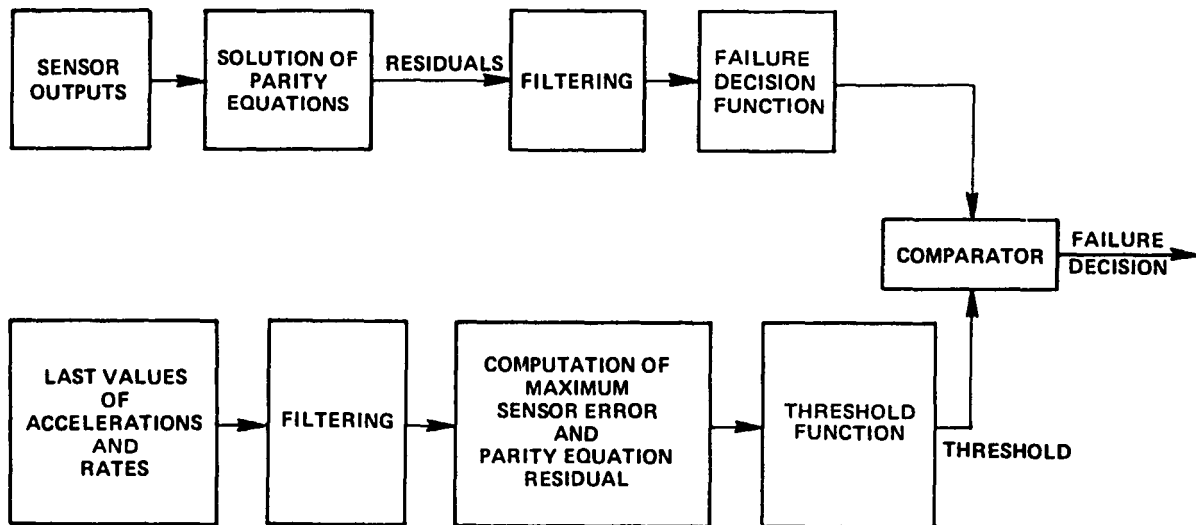 SENSOR
OUTPUTS
SOLUTION OF
PARITY
EQUATIONS
RESIDUALS
FILTERING
FAILURE
DECISION
FUNCTION
COMPARATOR
FAILURE
DECISION
LAST VALUES
OF
ACCELERATIONS
AND
RATES
FILTERING
COMPUTATION OF
MAXIMUM
SENSOR ERROR
AND
PARITY EQUATION
RESIDUAL
THRESHOLD
FUNCTION
THRESHOLD